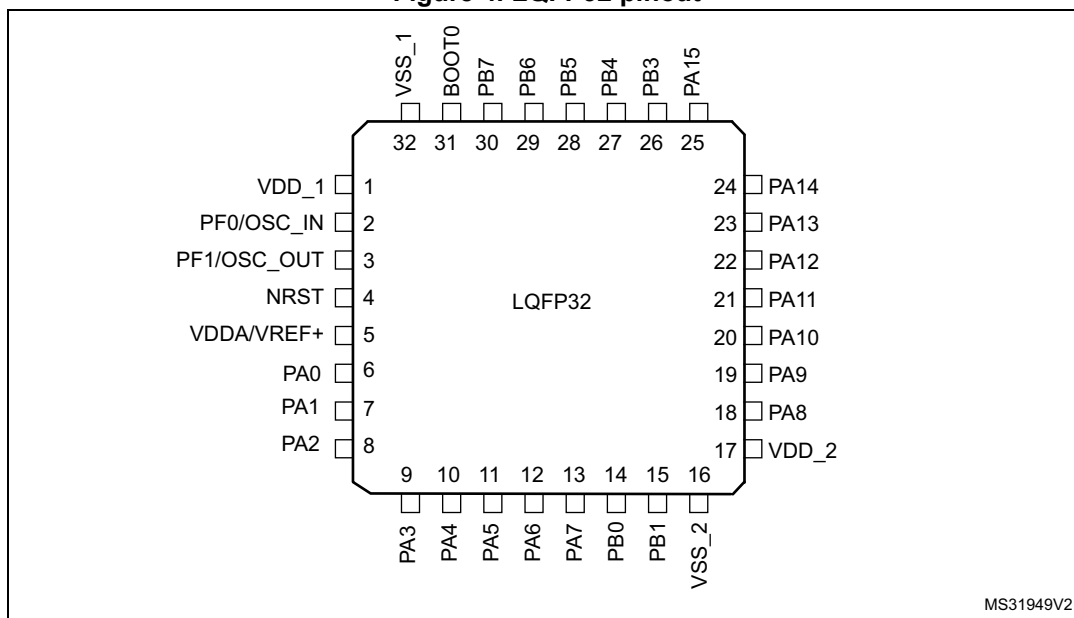 VSS_1
BOOT0
PB7
PB6
PB5
PB4
PB3
PA15
32 31 30 29 28 27 26 25
VDD_1 1
PF0/OSC_IN 2
PF1/OSC_OUT 3
NRST 4
VDDA/VREF+ 5
PA0 6
PA1 7
PA2 8
LQFP32
24 PA14
23 PA13
22 PA12
21 PA11
20 PA10
19 PA9
18 PA8
17 VDD_2
9 10 11 12 13 14 15 16
PA3
PA4
PA5
PA6
PA7
PB0
PB1
VSS_2
MS31949V2